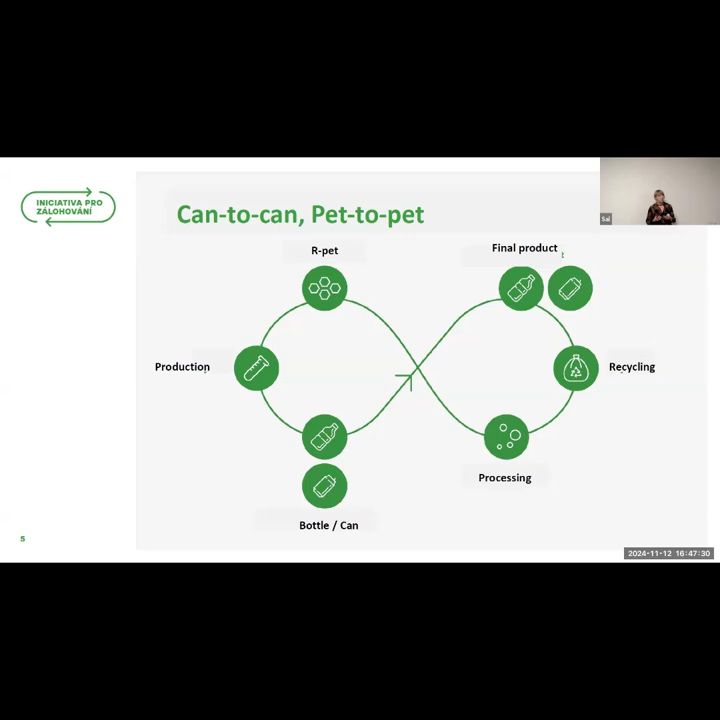 INICIATIVA PRO
ZÁLOHOVÁNÍ
Can-to-can, Pet-to-pet
R-pet
Final product
Production
Recycling
Processing
Bottle / Can
5
Sal
2024-11-12 16:47:30